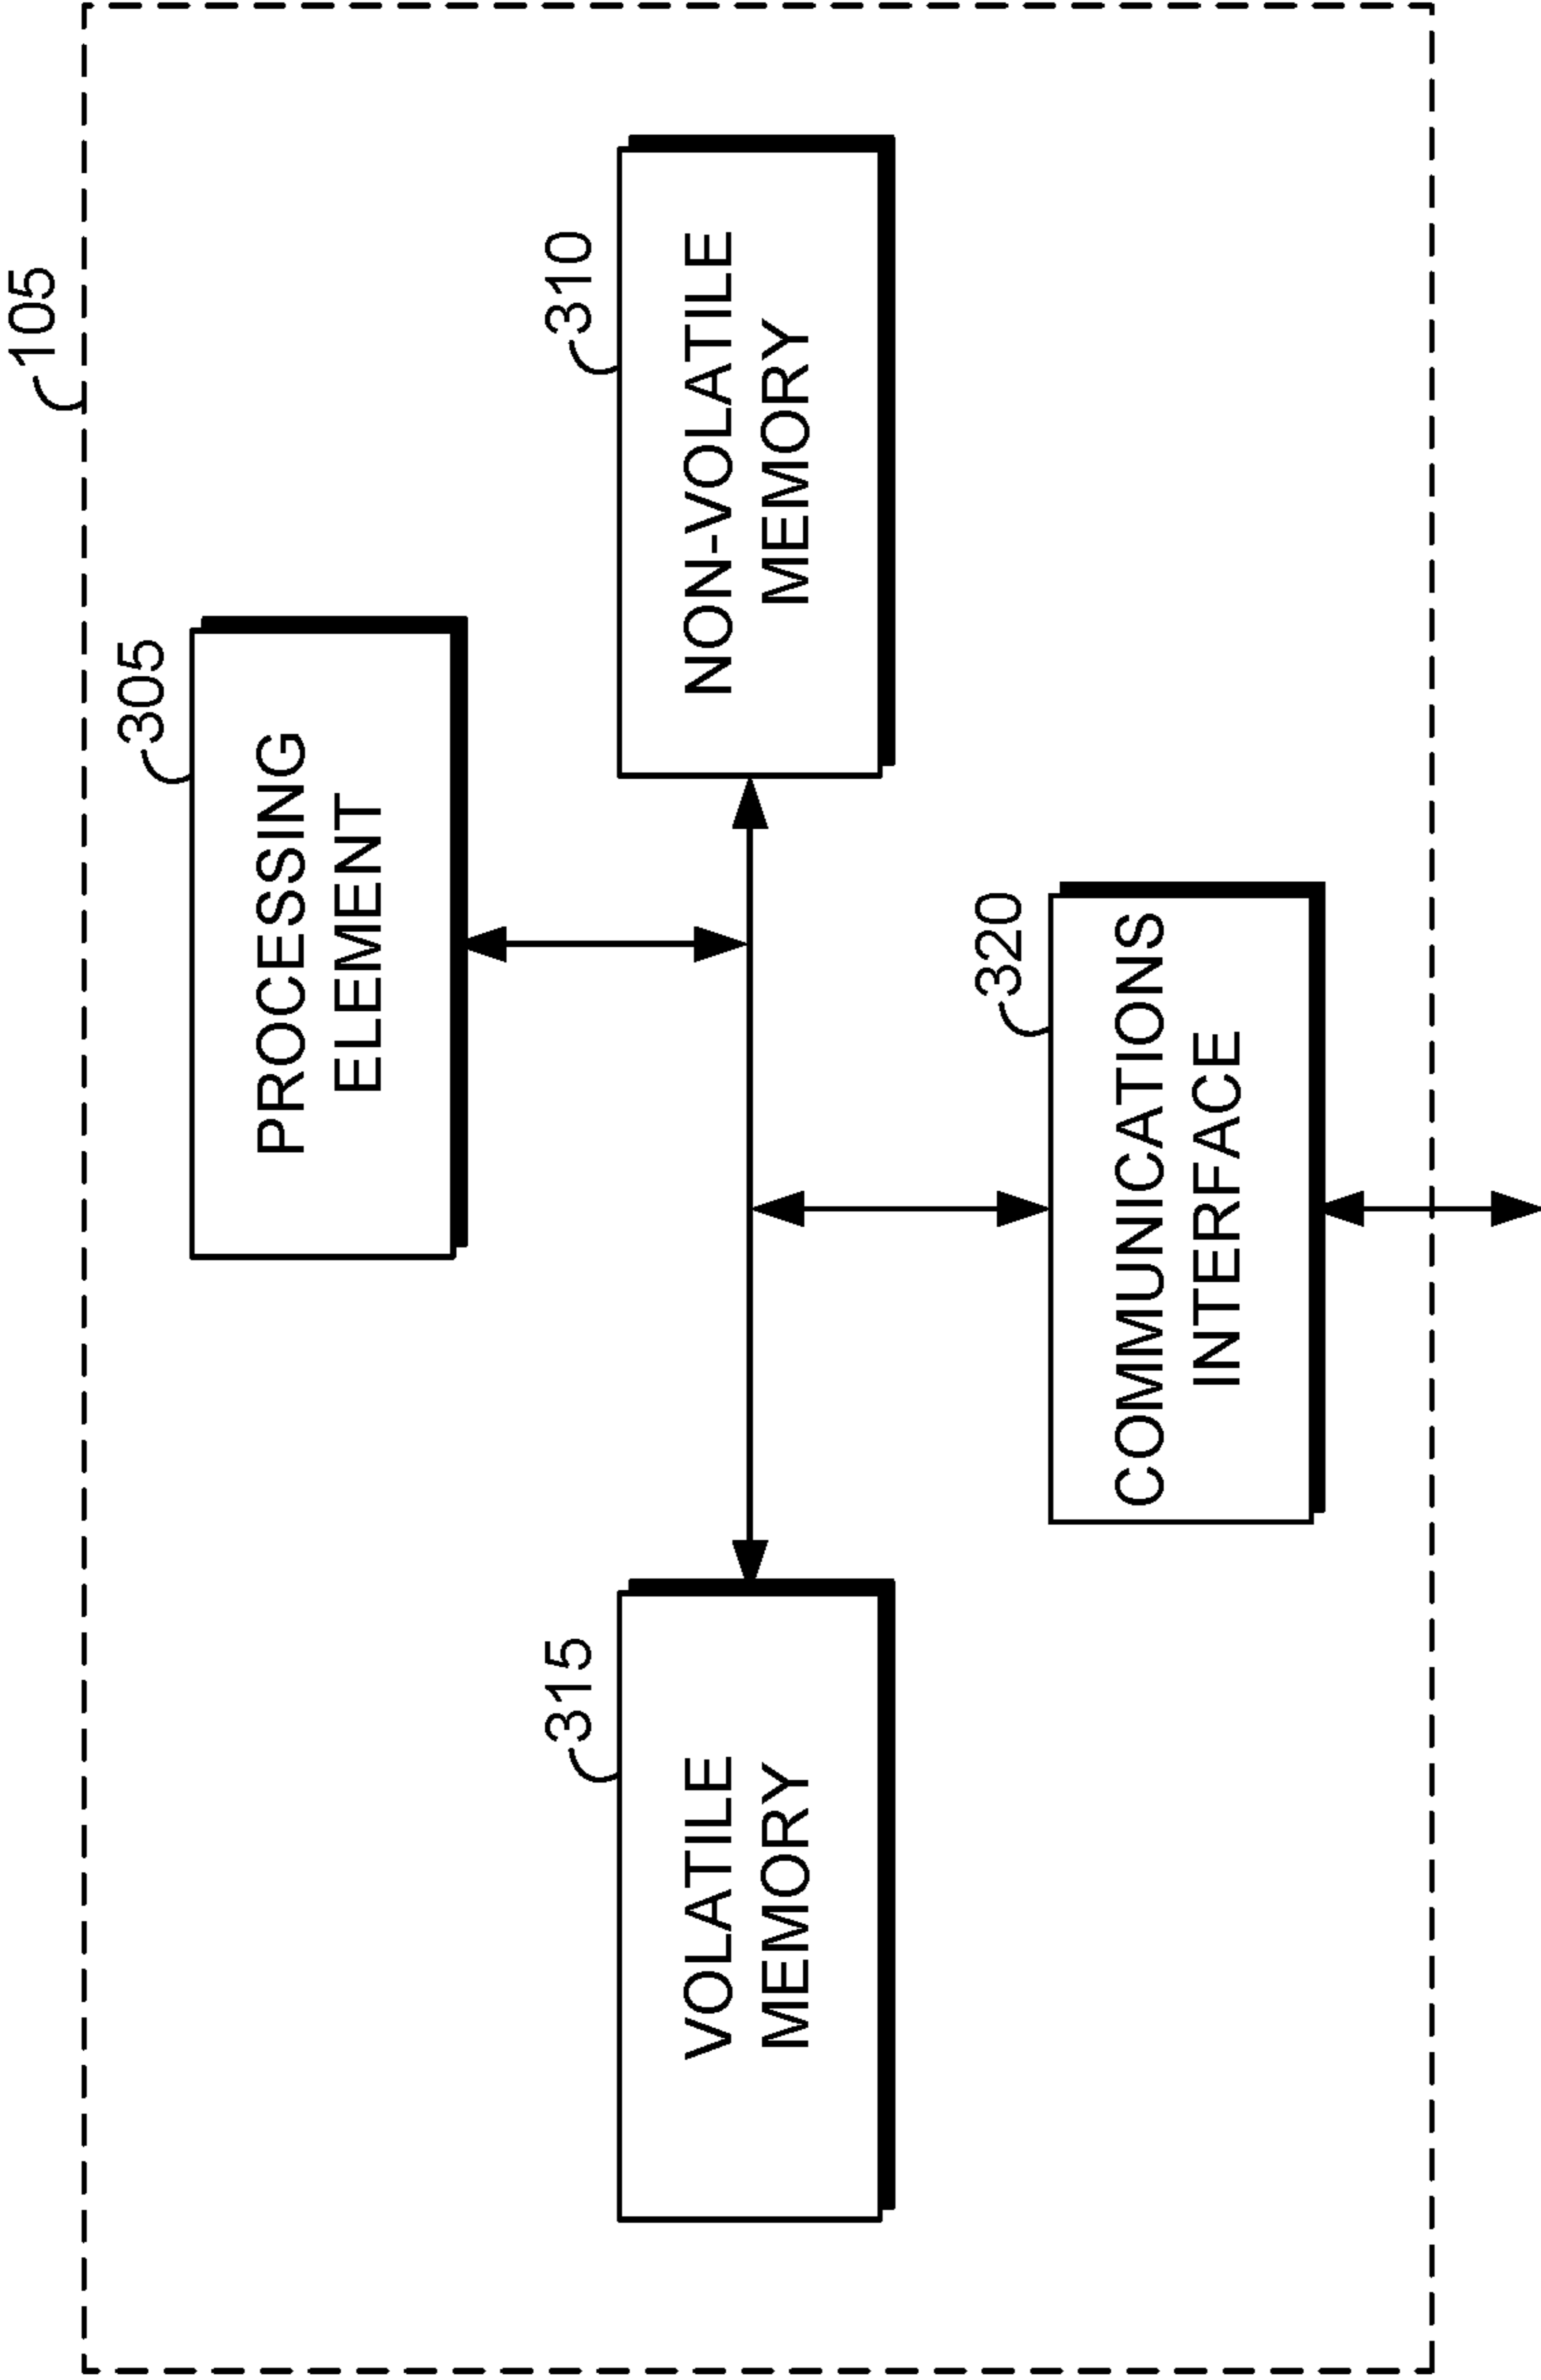 105
305
PROCESSING
ELEMENT
315
VOLATILE
MEMORY
310
NON-VOLATILE
MEMORY
320
COMMUNICATIONS
INTERFACE